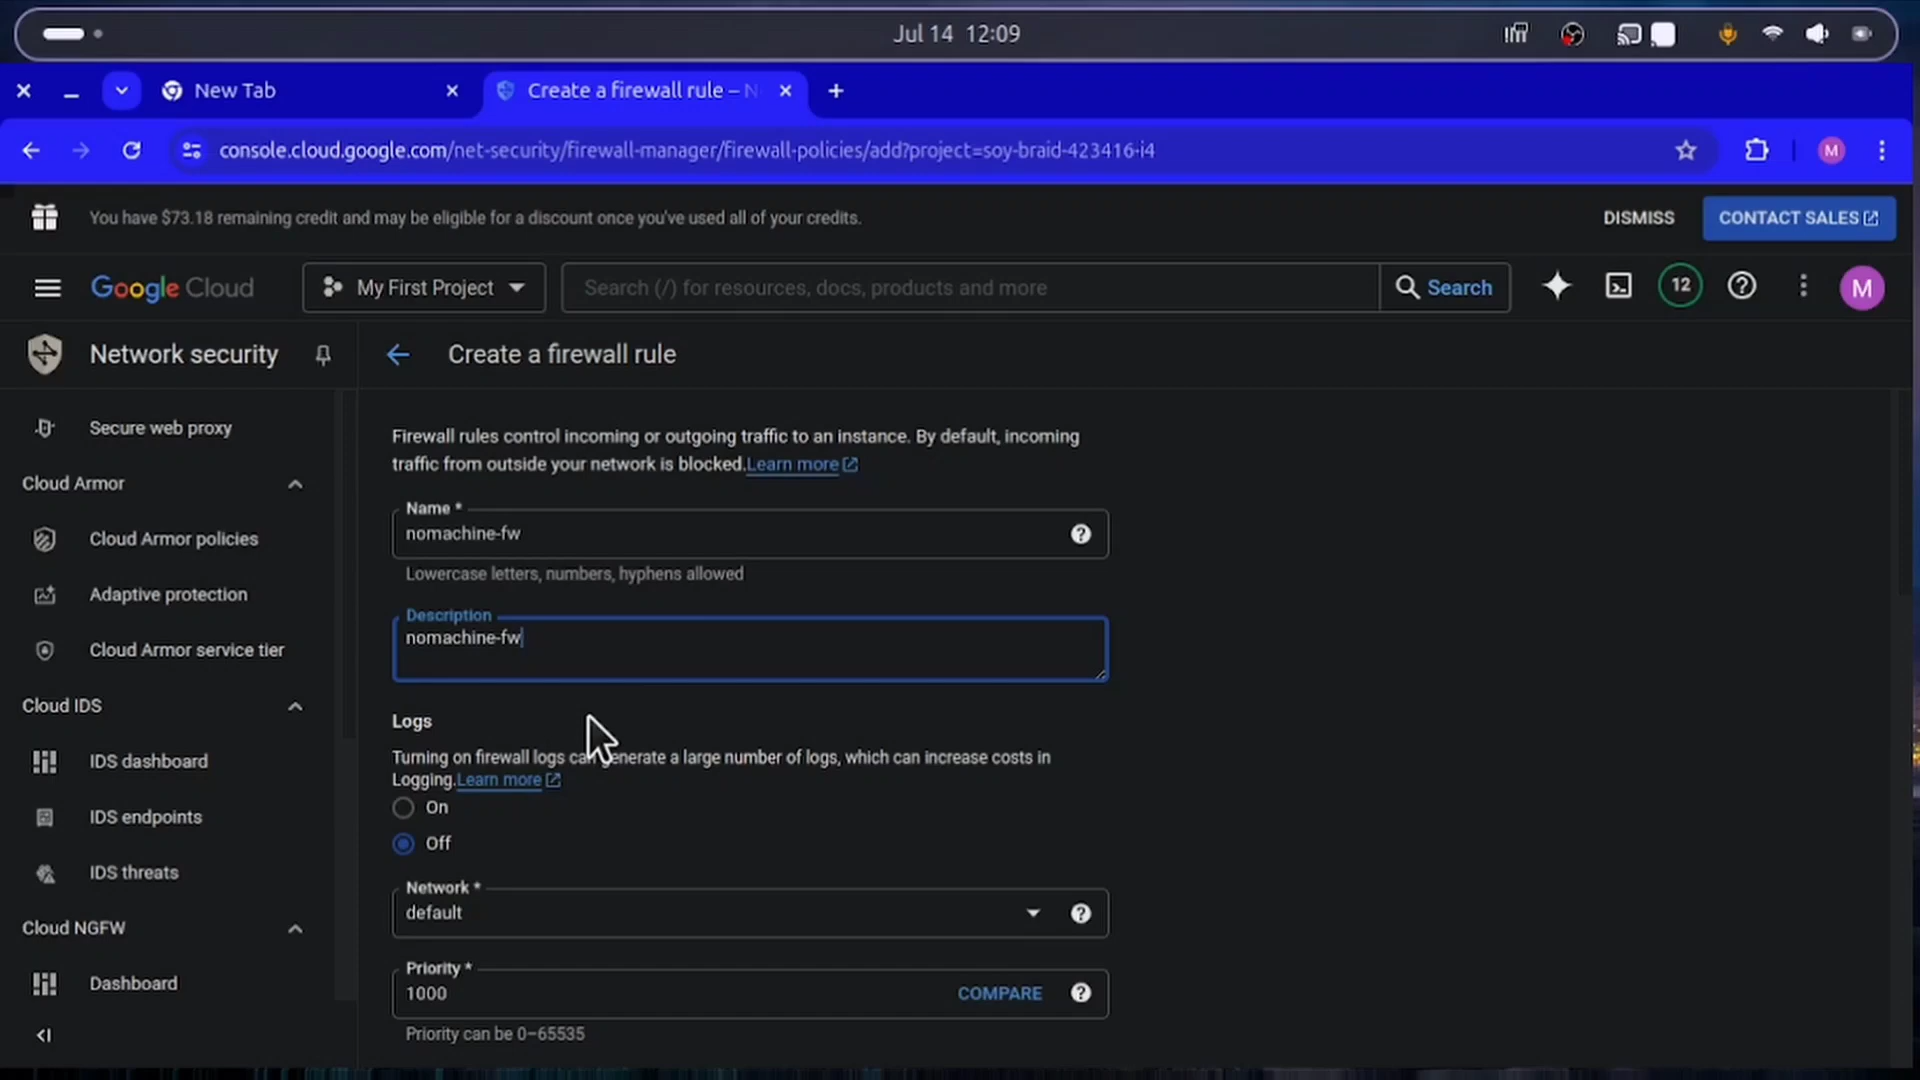 Jul 14 12:09
New Tab
Create a firewall rule – N
console.cloud.google.com/net-security/firewall-manager/firewall-policies/add?project=soy-braid-423416-i4
M
You have $73.18 remaining credit and may be eligible for a discount once you've used all of your credits.
DISMISS
CONTACT SALES
Google Cloud
My First Project
Search (/) for resources, docs, products and more
Search
12
M
Network security
Create a firewall rule
Secure web proxy
Cloud Armor
Cloud Armor policies
Adaptive protection
Cloud Armor service tier
Cloud IDS
IDS dashboard
IDS endpoints
IDS threats
Cloud NGFW
Dashboard
Firewall rules control incoming or outgoing traffic to an instance. By default, incoming
traffic from outside your network is blocked. Learn more
Name *
nomachine-fw
Lowercase letters, numbers, hyphens allowed
Description
nomachine-fw
Logs
Turning on firewall logs can generate a large number of logs, which can increase costs in
Logging. Learn more
On
Off
Network *
default
Priority *
1000
COMPARE
Priority can be 0–65535